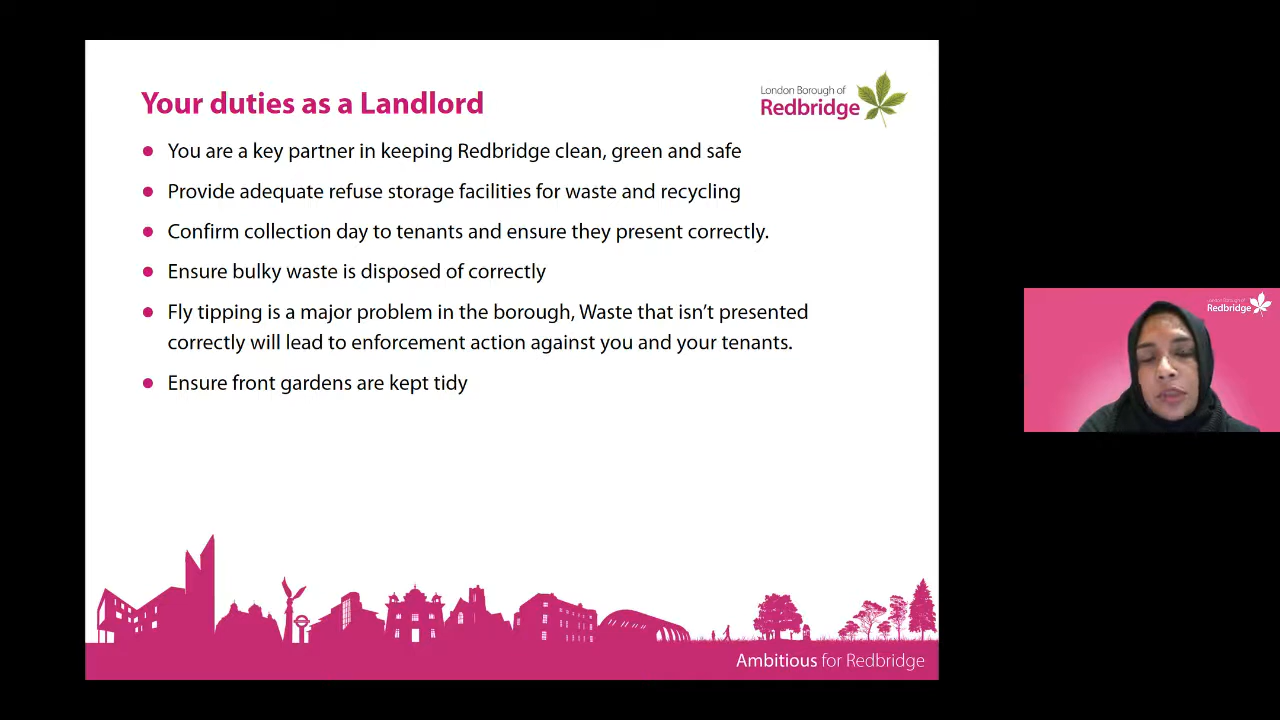 Your duties as a Landlord
London Borough of
Redbridge
You are a key partner in keeping Redbridge clean, green and safe
Provide adequate refuse storage facilities for waste and recycling
Confirm collection day to tenants and ensure they present correctly.
Ensure bulky waste is disposed of correctly
Fly tipping is a major problem in the borough, Waste that isn’t presented
correctly will lead to enforcement action against you and your tenants.
Ensure front gardens are kept tidy
Ambitious for Redbridge
London Borough of
Redbridge